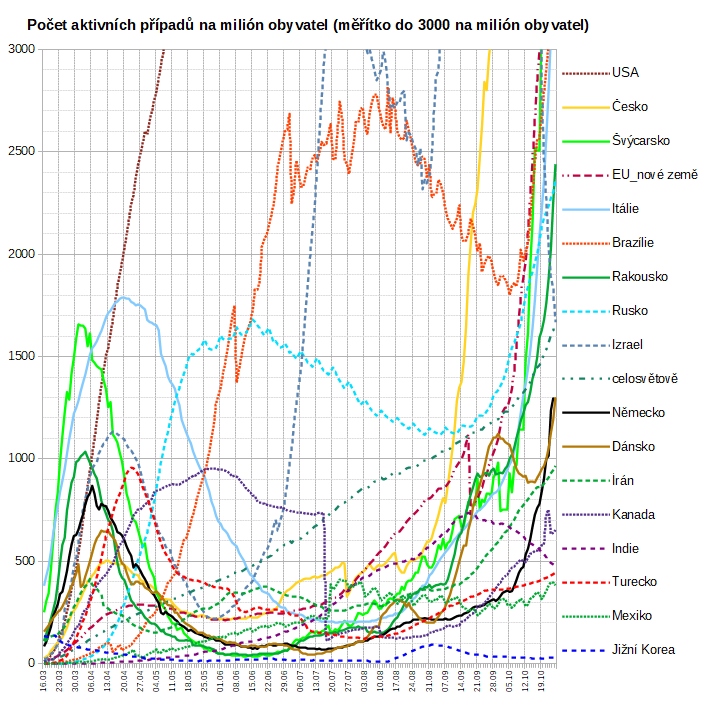 Počet aktivních případů na milión obyvatel (měřítko do 3000 na milión obyvatel)
3000
2500
2000
1500
1000
500
0
16.03 23.03 30.03 06.04 13.04 20.04 27.04 04.05 11.05 18.05 25.05 01.06 08.06 15.06 22.06 29.06 06.07 13.07 20.07 27.07 03.08 10.08 17.08 24.08 31.08 07.09 14.09 21.09 28.09 05.10 12.10 19.10
USA
Česko
Švýcarsko
EU_nové země
Itálie
Brazílie
Rakousko
Rusko
Izrael
celosvětově
Německo
Dánsko
Írán
Kanada
Indie
Turecko
Mexiko
Jižní Korea